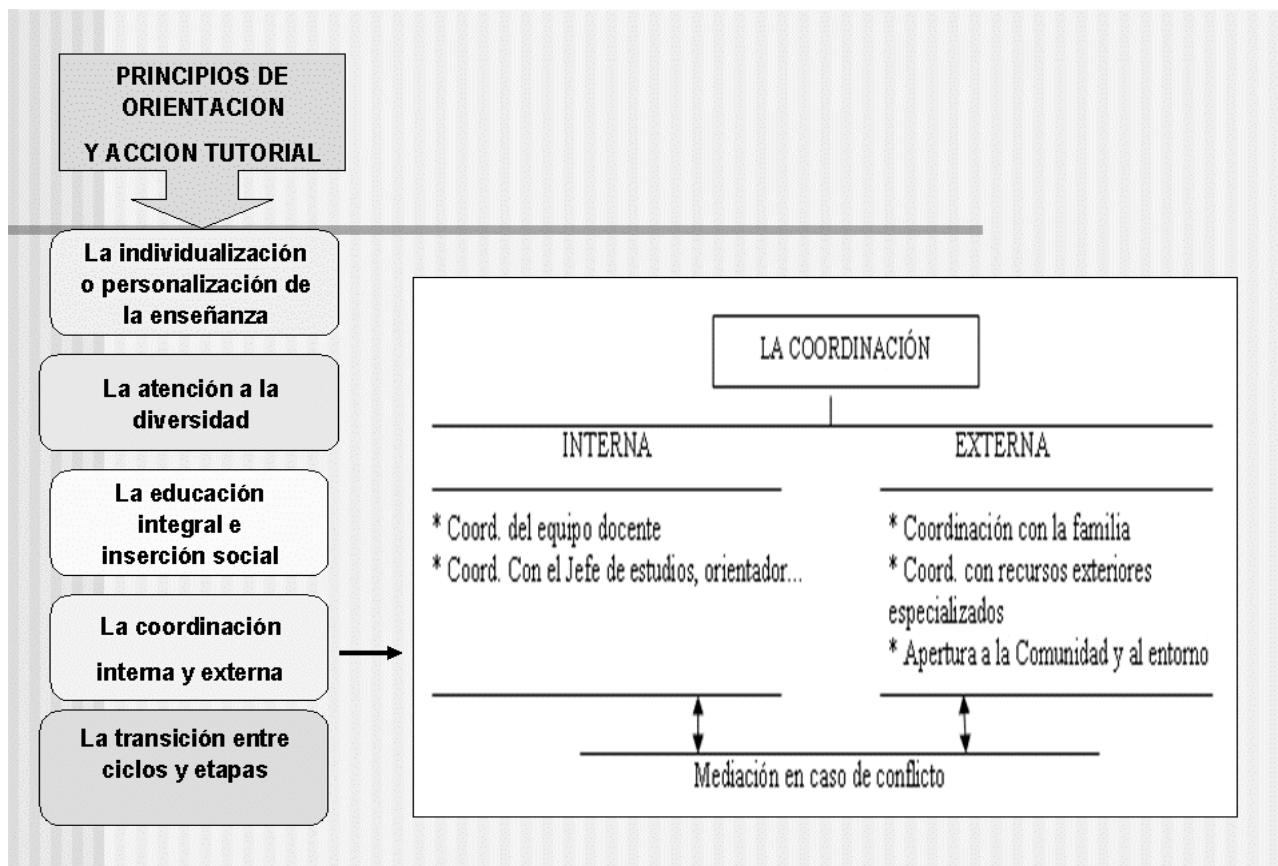 PRINCIPIOS DE
ORIENTACION
Y ACCION TUTORIAL
La individualización
o personalización de
la enseñanza
La atención a la
diversidad
La educación
integral e
inserción social
La coordinación
interna y externa
La transición entre
ciclos y etapas
LA COORDINACIÓN
INTERNA
* Coord. del equipo docente
* Coord. Con el Jefe de estudios, orientador...
EXTERNA
* Coordinación con la familia
* Coord. con recursos exteriores
especializados
* Apertura a la Comunidad y al entorno
Mediación en caso de conflicto